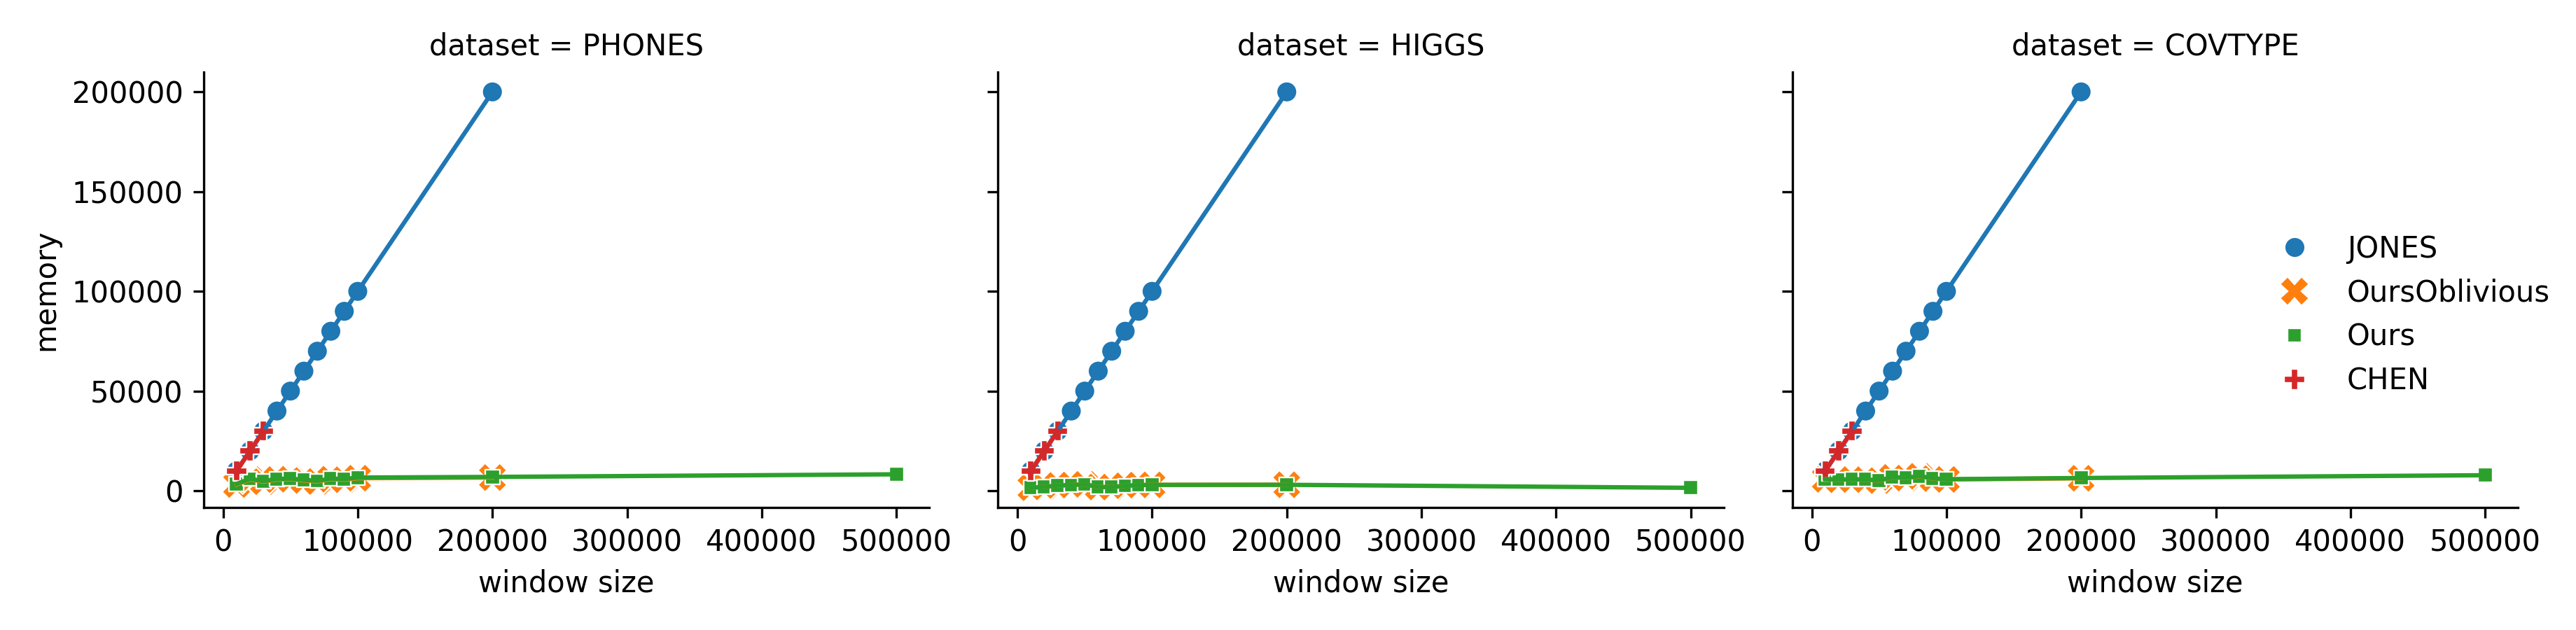 dataset = PHONES
dataset = HIGGS
dataset = COVTYPE
memory
200000
150000
100000
50000
0
0 100000 200000 300000 400000 500000
0 100000 200000 300000 400000 500000
0 100000 200000 300000 400000 500000
window size
window size
window size
JONES
OursOblivious
Ours
CHEN